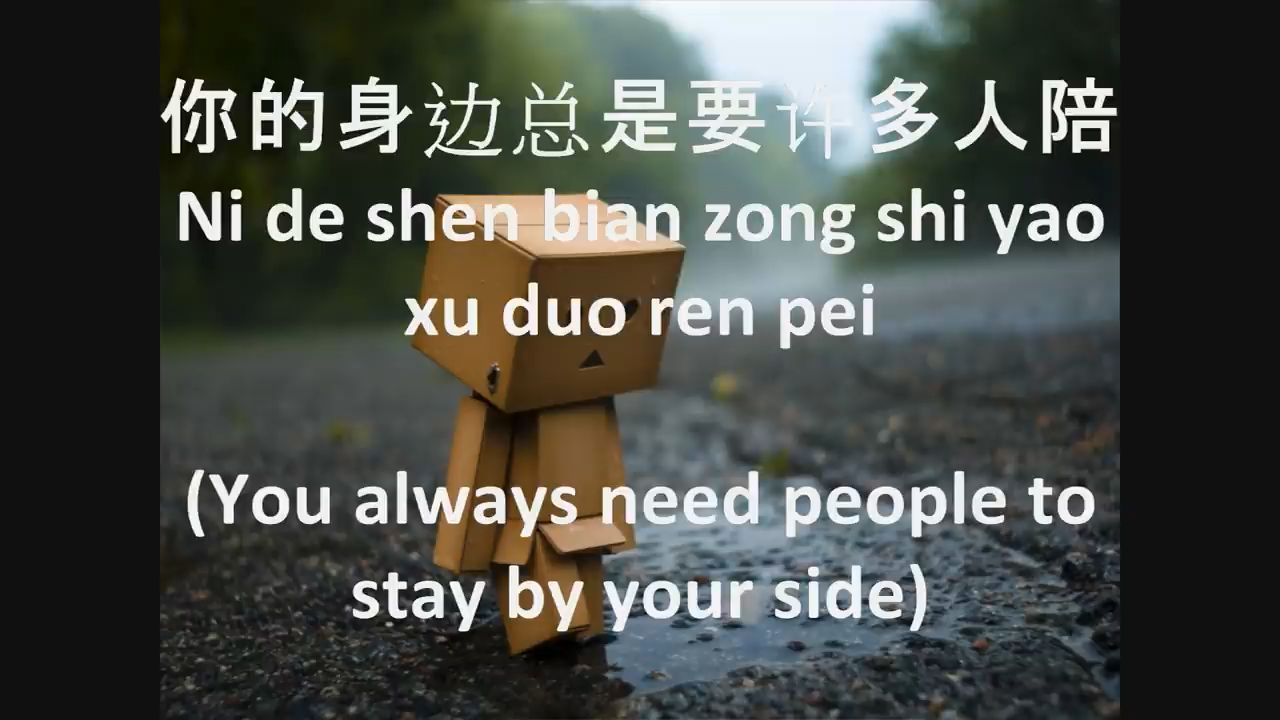 你的身边总是要许多人陪
Ni de shen bian zong shi yao
xu duo ren pei
(You always need people to
stay by your side)